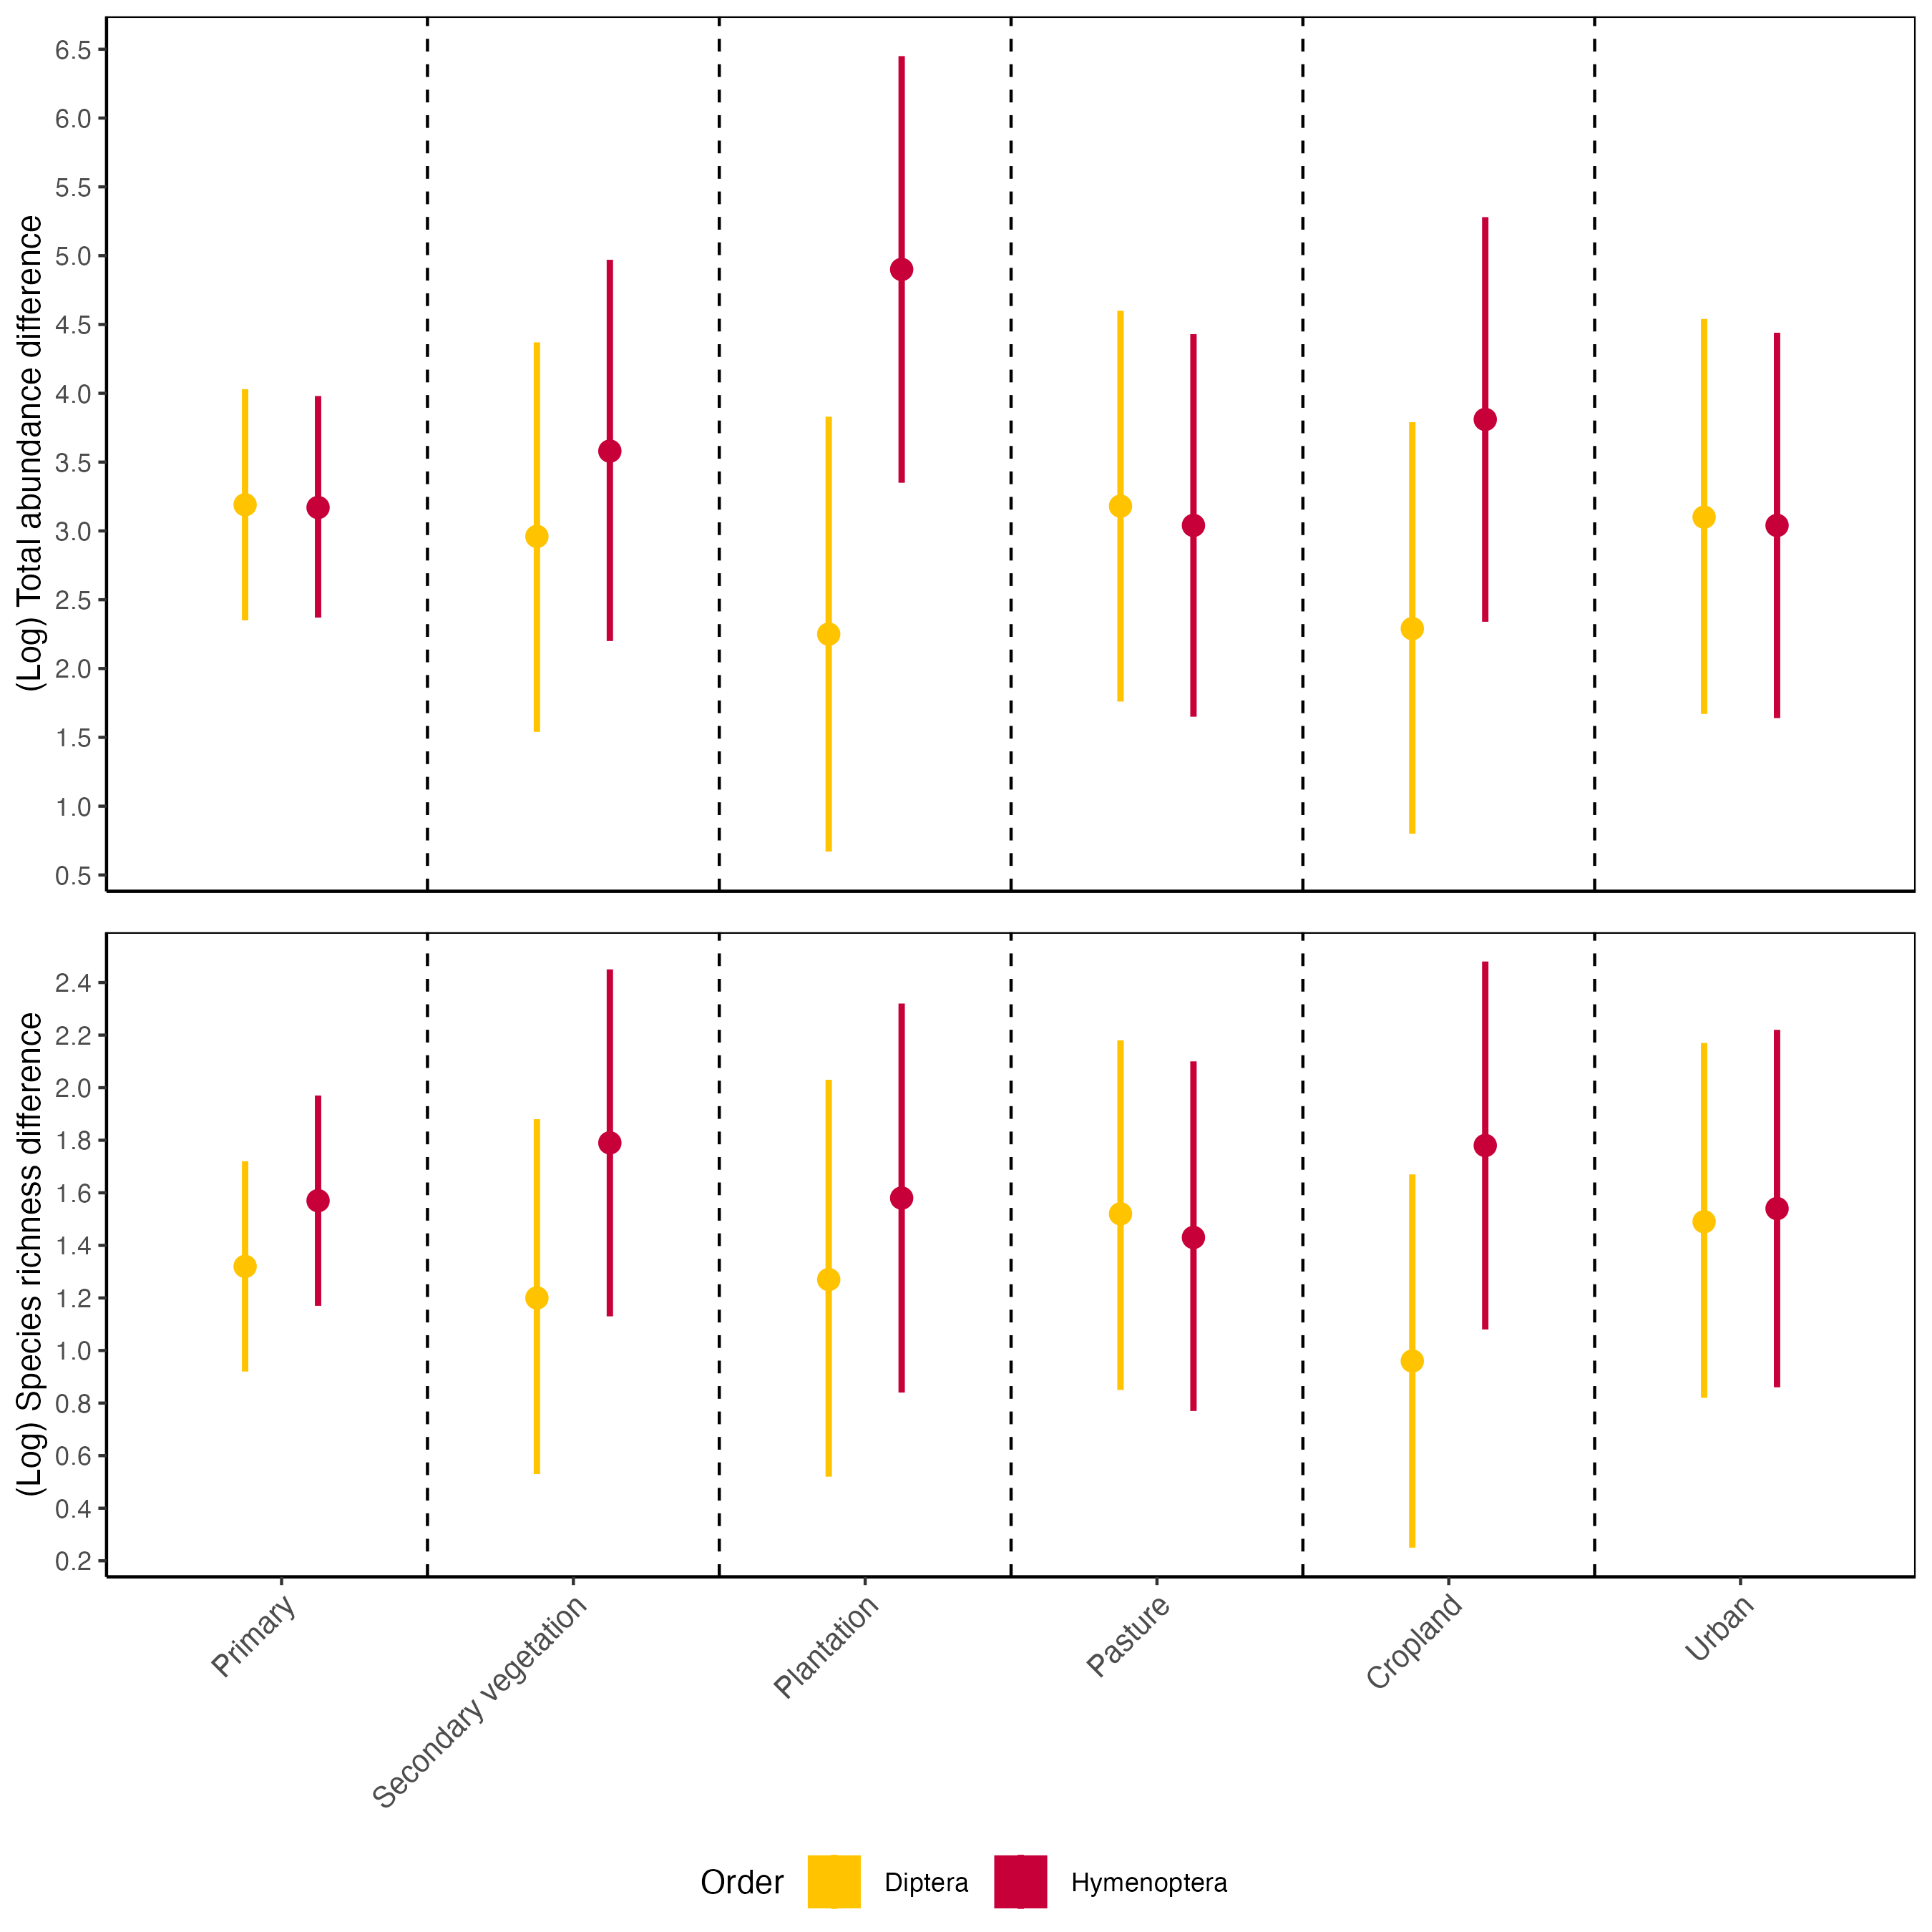 (Log) Total abundance difference
6.5
6.0
5.5
5.0
4.5
4.0
3.5
3.0
2.5
2.0
1.5
1.0
0.5
(Log) Species richness difference
2.4
2.2
2.0
1.8
1.6
1.4
1.2
1.0
0.8
0.6
0.4
0.2
Primary
Secondary vegetation
Plantation
Pasture
Cropland
Urban
Order Diptera Hymenoptera